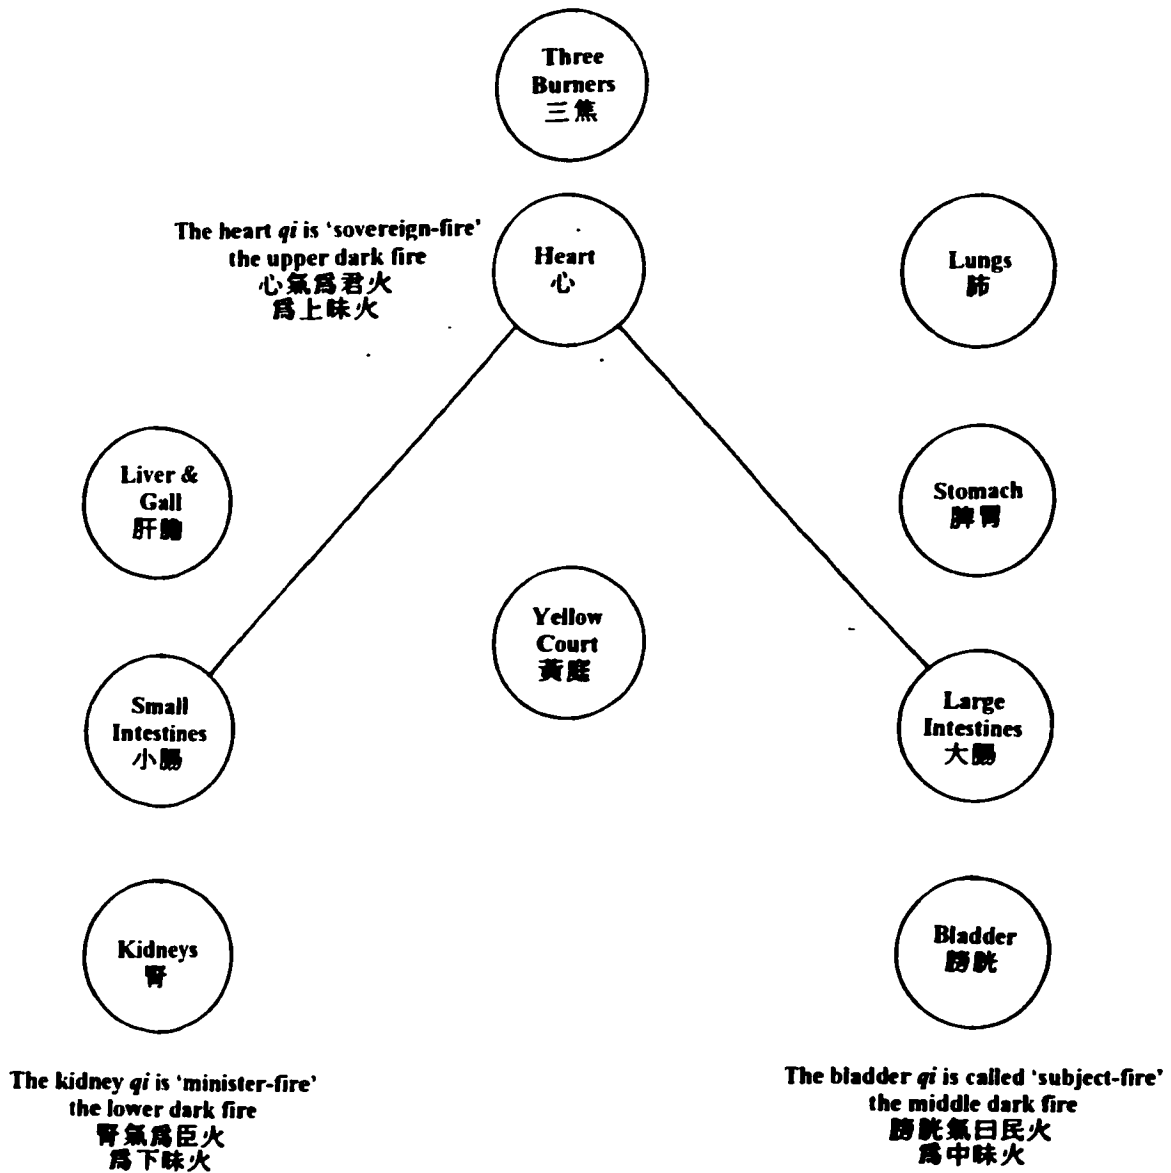 Three
Burners
三焦
The heart qi is ‘sovereign-fire’
the upper dark fire
心氣爲君火
爲上昧火
Heart
心
Lungs
肺
Liver &
Gall
肝膽
Stomach
脾胃
Yellow
Court
黃庭
Small
Intestines
小腸
Large
Intestines
大腸
Kidneys
腎
Bladder
膀胱
The kidney qi is ‘minister-fire’
the lower dark fire
腎氣爲臣火
爲下昧火
The bladder qi is called ‘subject-fire’
the middle dark fire
膀胱氣曰民火
爲中昧火